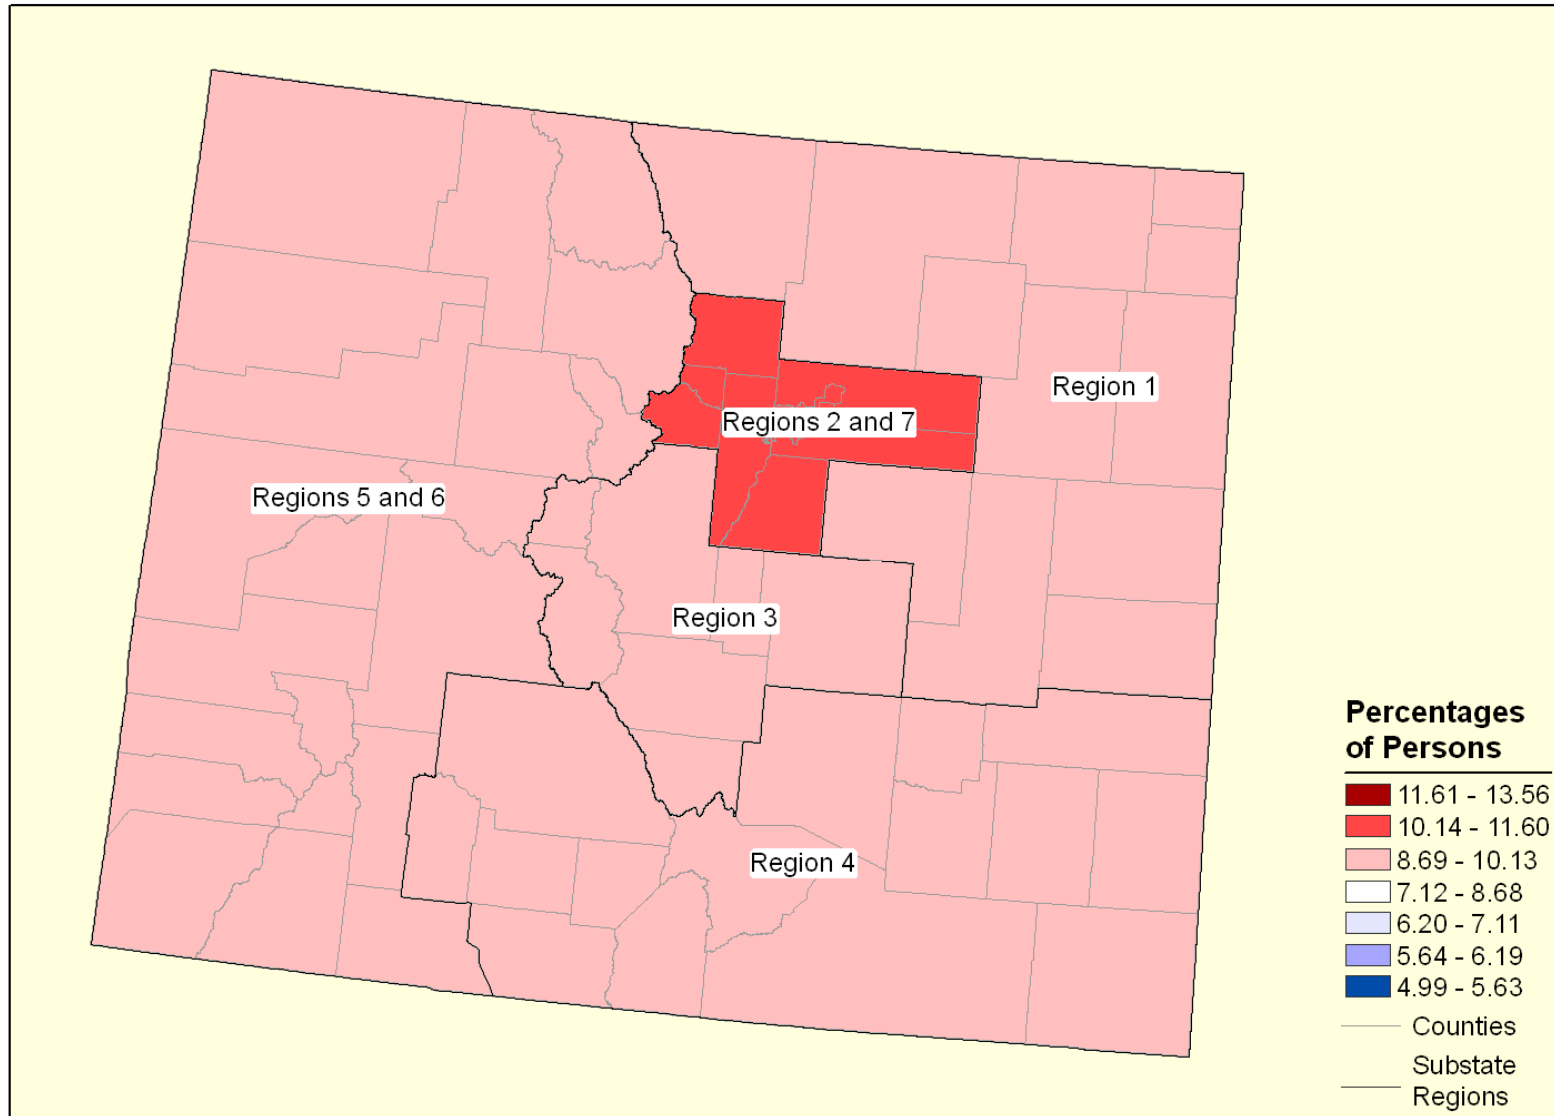 Region 1
Regions 2 and 7
Regions 5 and 6
Region 3
Region 4
Percentages
of Persons
11.61 - 13.56
10.14 - 11.60
8.69 - 10.13
7.12 - 8.68
6.20 - 7.11
5.64 - 6.19
4.99 - 5.63
Counties
Substate
Regions